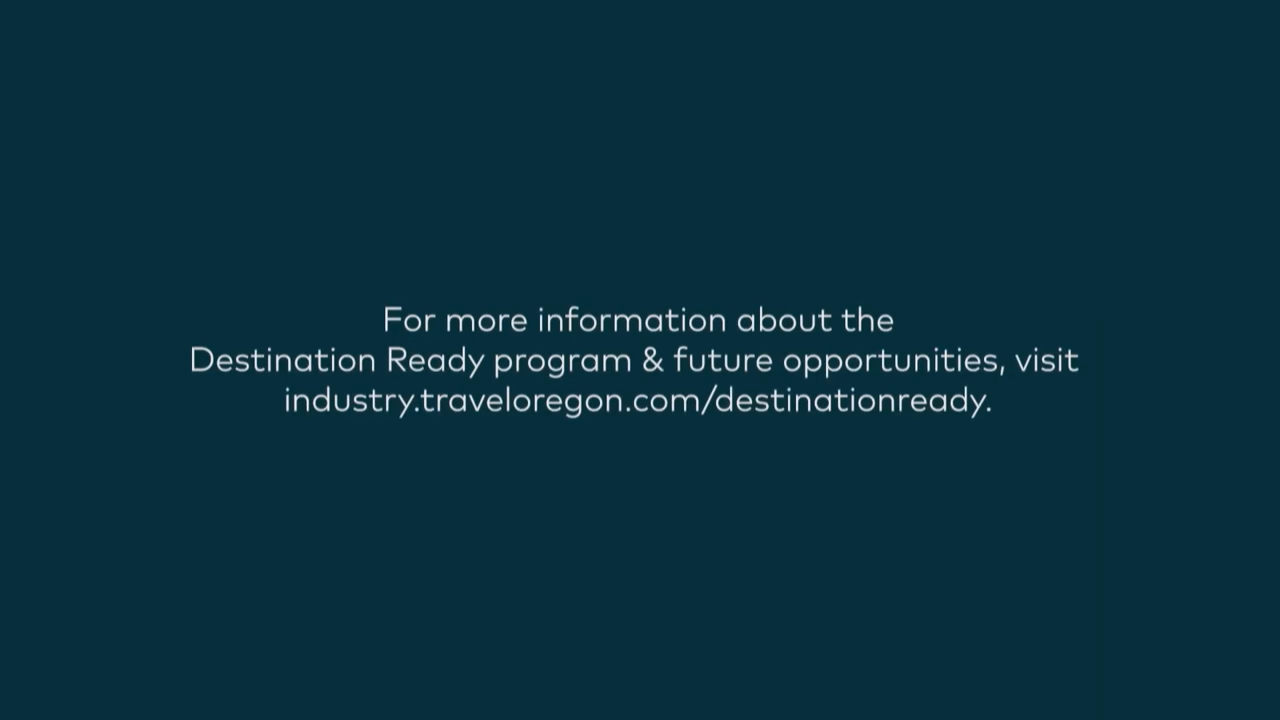 For more information about the
Destination Ready program & future opportunities, visit
industry.traveloregon.com/destinationready.